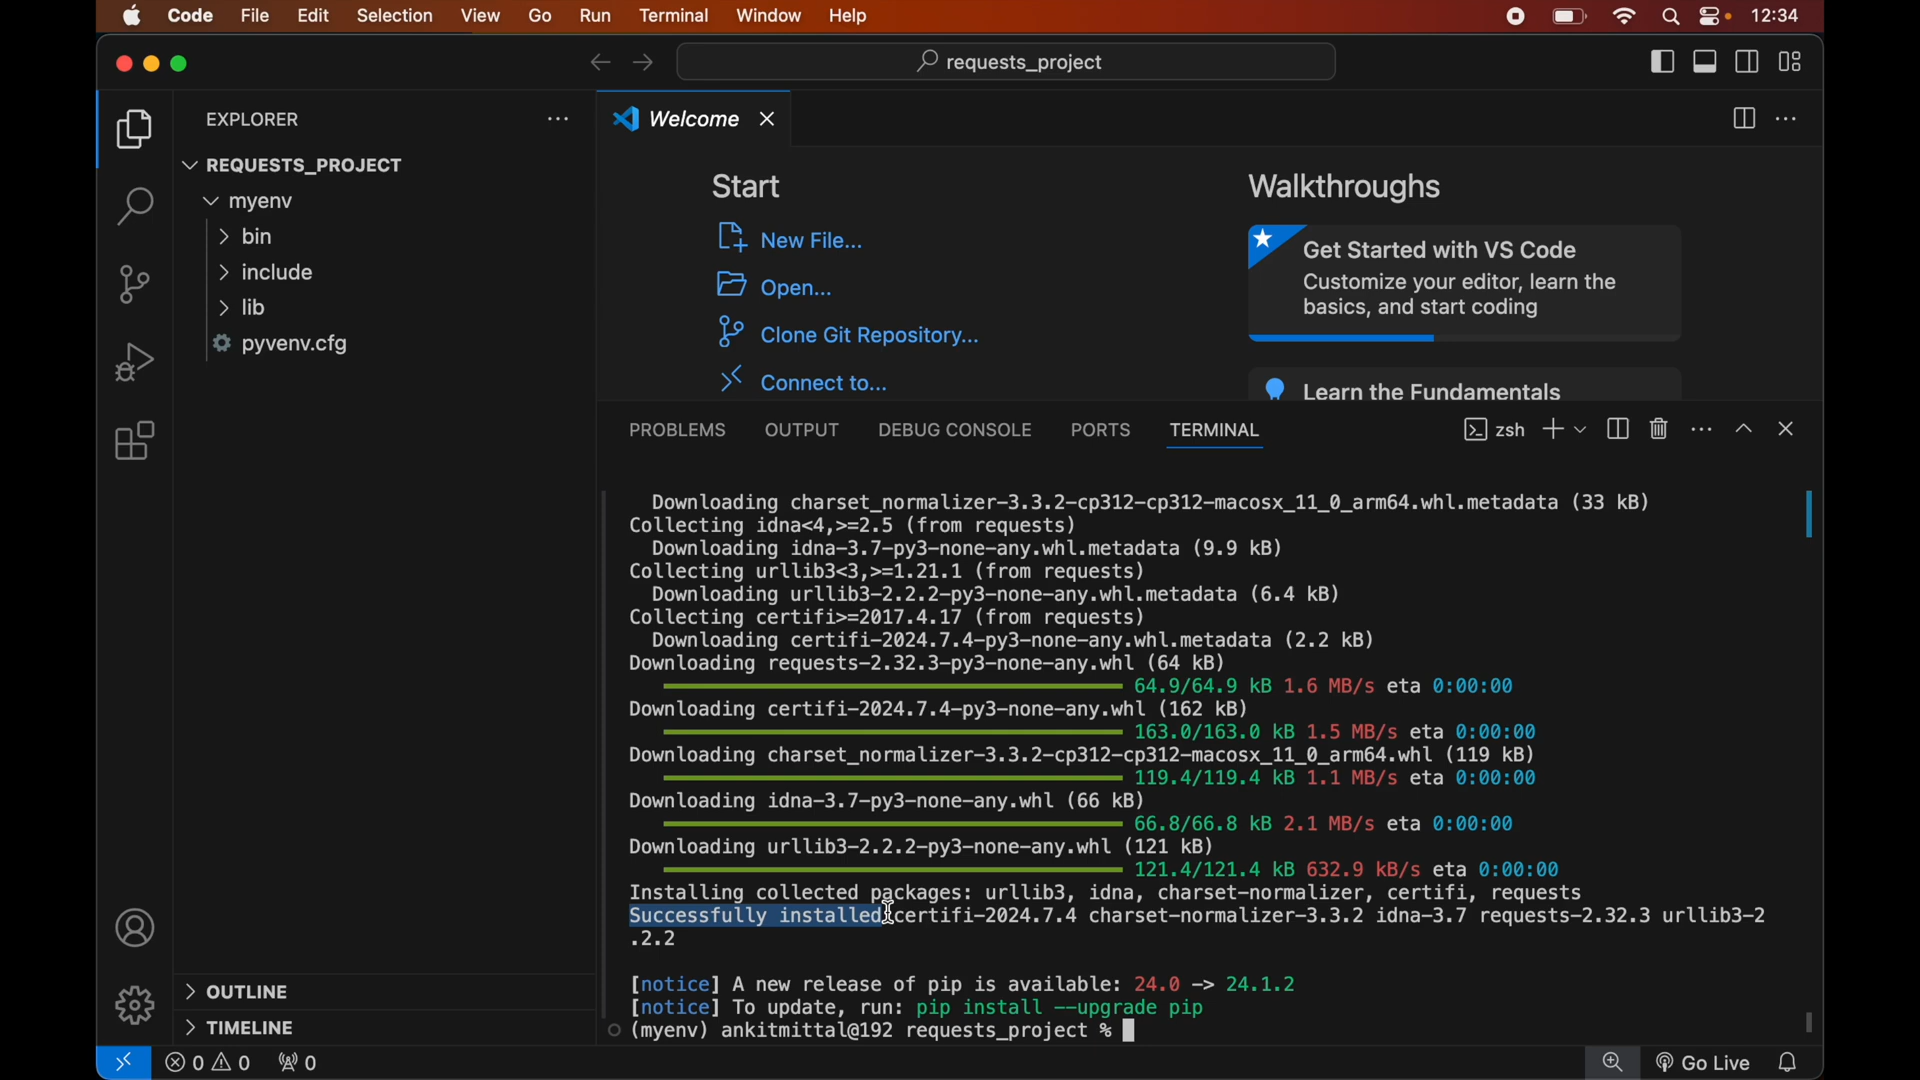 Code File Edit Selection View Go Run Terminal Window Help 12:34
requests_project
EXPLORER
Welcome
REQUESTS_PROJECT
myenv
bin
include
lib
pyvenv.cfg
Start
New File...
Open...
Clone Git Repository...
Connect to...
Walkthroughs
Get Started with VS Code
Customize your editor, learn the
basics, and start coding
Learn the Fundamentals
PROBLEMS OUTPUT DEBUG CONSOLE PORTS TERMINAL zsh
Downloading charset_normalizer-3.3.2-cp312-cp312-macosx_11_0_arm64.whl.metadata (33 kB)
Collecting idna<4,>=2.5 (from requests)
Downloading idna-3.7-py3-none-any.whl.metadata (9.9 kB)
Collecting urllib3<3,>=1.21.1 (from requests)
Downloading urllib3-2.2.2-py3-none-any.whl.metadata (6.4 kB)
Collecting certifi>=2017.4.17 (from requests)
Downloading certifi-2024.7.4-py3-none-any.whl.metadata (2.2 kB)
Downloading requests-2.32.3-py3-none-any.whl (64 kB)
64.9/64.9 kB 1.6 MB/s eta 0:00:00
Downloading certifi-2024.7.4-py3-none-any.whl (162 kB)
163.0/163.0 kB 1.5 MB/s eta 0:00:00
Downloading charset_normalizer-3.3.2-cp312-cp312-macosx_11_0_arm64.whl (119 kB)
119.4/119.4 kB 1.1 MB/s eta 0:00:00
Downloading idna-3.7-py3-none-any.whl (66 kB)
66.8/66.8 kB 2.1 MB/s eta 0:00:00
Downloading urllib3-2.2.2-py3-none-any.whl (121 kB)
121.4/121.4 kB 632.9 kB/s eta 0:00:00
Installing collected packages: urllib3, idna, charset-normalizer, certifi, requests
Successfully installed certifi-2024.7.4 charset-normalizer-3.3.2 idna-3.7 requests-2.32.3 urllib3-2
.2.2
[notice] A new release of pip is available: 24.0 -> 24.1.2
[notice] To update, run: pip install --upgrade pip
(myenv) ankitmittal@192 requests_project %
OUTLINE
TIMELINE
0 0 0 Go Live